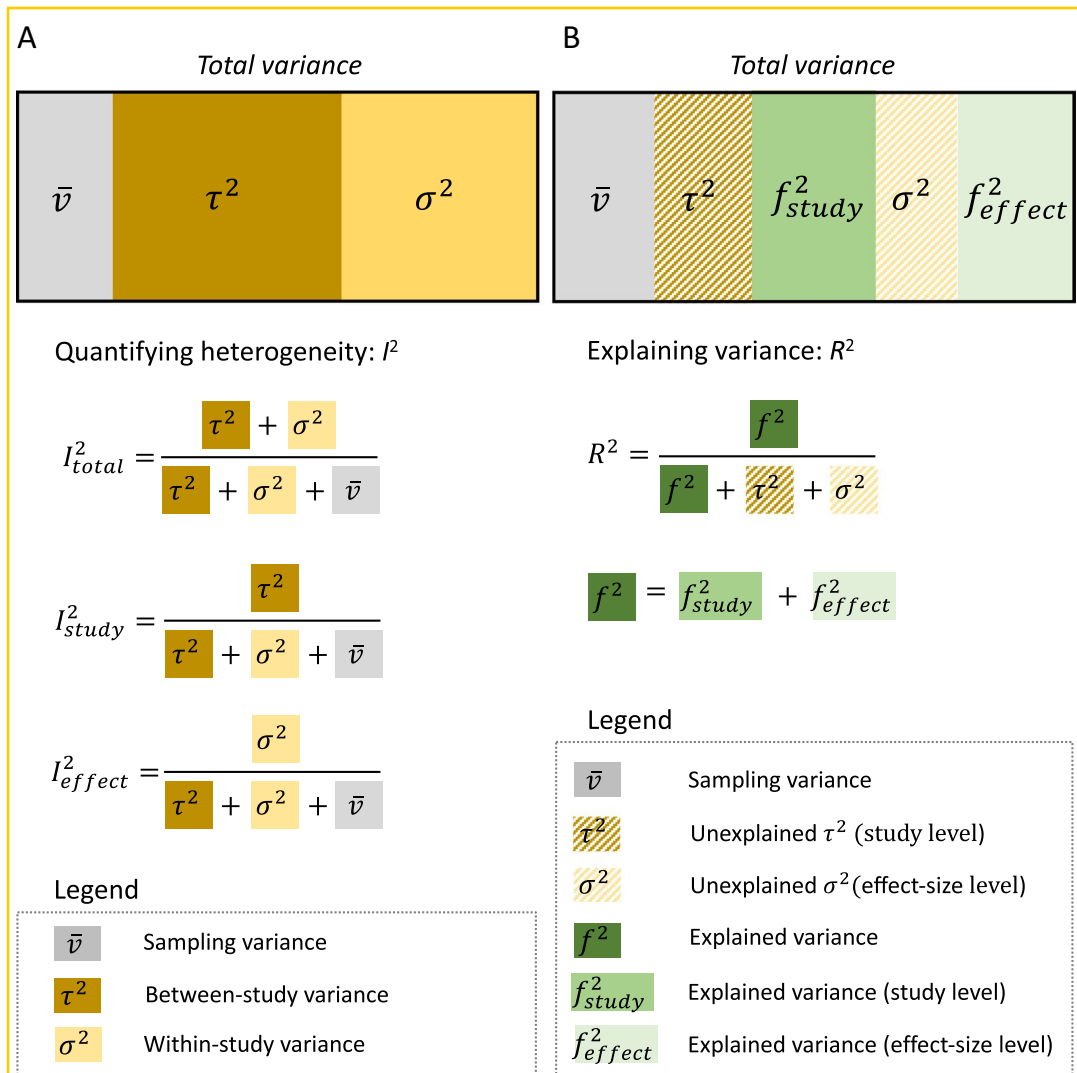 A
Total variance
v̄
τ²
σ²
Quantifying heterogeneity: I²
I²total = (τ² + σ²) / (τ² + σ² + v̄)
I²study = τ² / (τ² + σ² + v̄)
I²effect = σ² / (τ² + σ² + v̄)
Legend
v̄ Sampling variance
τ² Between-study variance
σ² Within-study variance
B
Total variance
v̄
τ²
f²study
σ²
f²effect
Explaining variance: R²
R² = f² / (f² + τ² + σ²)
f² = f²study + f²effect
Legend
v̄ Sampling variance
τ² Unexplained τ² (study level)
σ² Unexplained σ²(effect-size level)
f² Explained variance
f²study Explained variance (study level)
f²effect Explained variance (effect-size level)